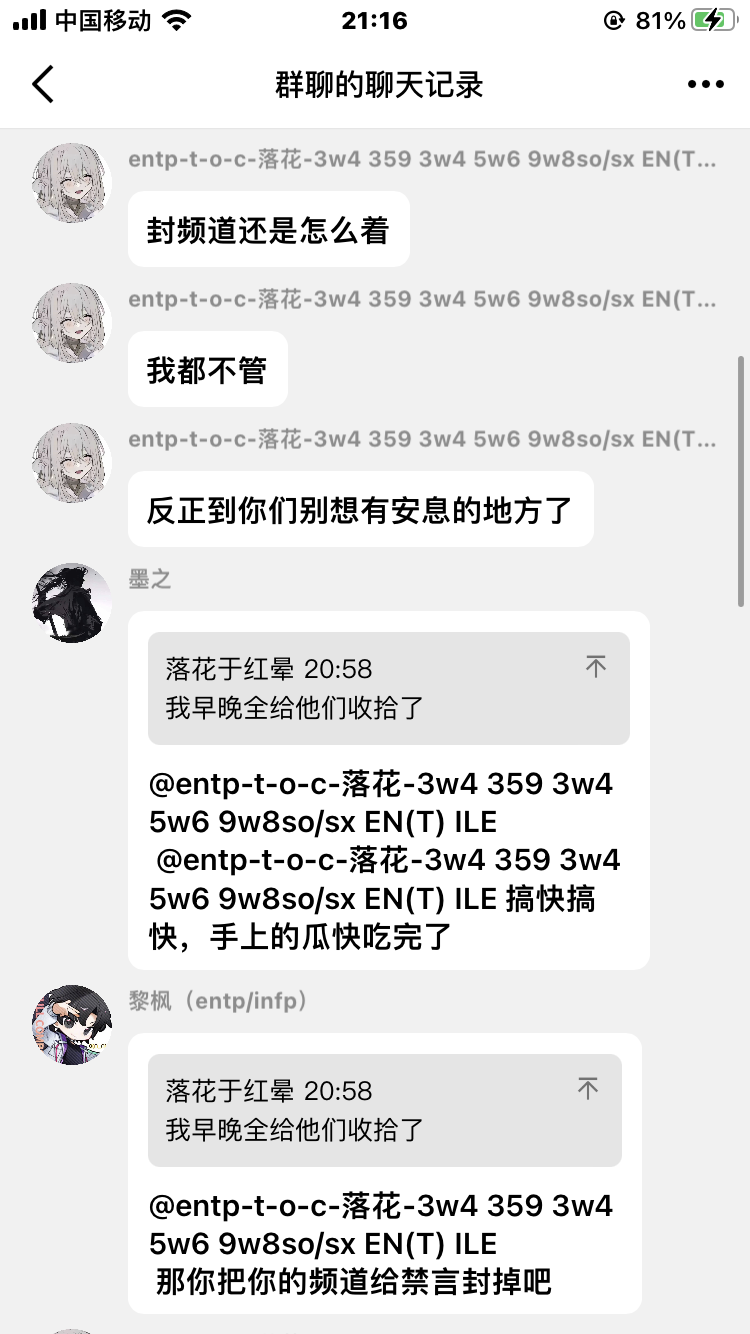 中国移动 21:16 81%
群聊的聊天记录
entp-t-o-c-落花-3w4 359 3w4 5w6 9w8so/sx EN(T...
封频道还是怎么着
entp-t-o-c-落花-3w4 359 3w4 5w6 9w8so/sx EN(T...
我都不管
entp-t-o-c-落花-3w4 359 3w4 5w6 9w8so/sx EN(T...
反正到你们别想有安息的地方了
墨之
落花于红晕 20:58
我早晚全给他们收拾了
@entp-t-o-c-落花-3w4 359 3w4
5w6 9w8so/sx EN(T) ILE
@entp-t-o-c-落花-3w4 359 3w4
5w6 9w8so/sx EN(T) ILE 搞快搞
快，手上的瓜快吃完了
黎枫（entp/infp）
落花于红晕 20:58
我早晚全给他们收拾了
@entp-t-o-c-落花-3w4 359 3w4
5w6 9w8so/sx EN(T) ILE
那你把你的频道给禁言封掉吧